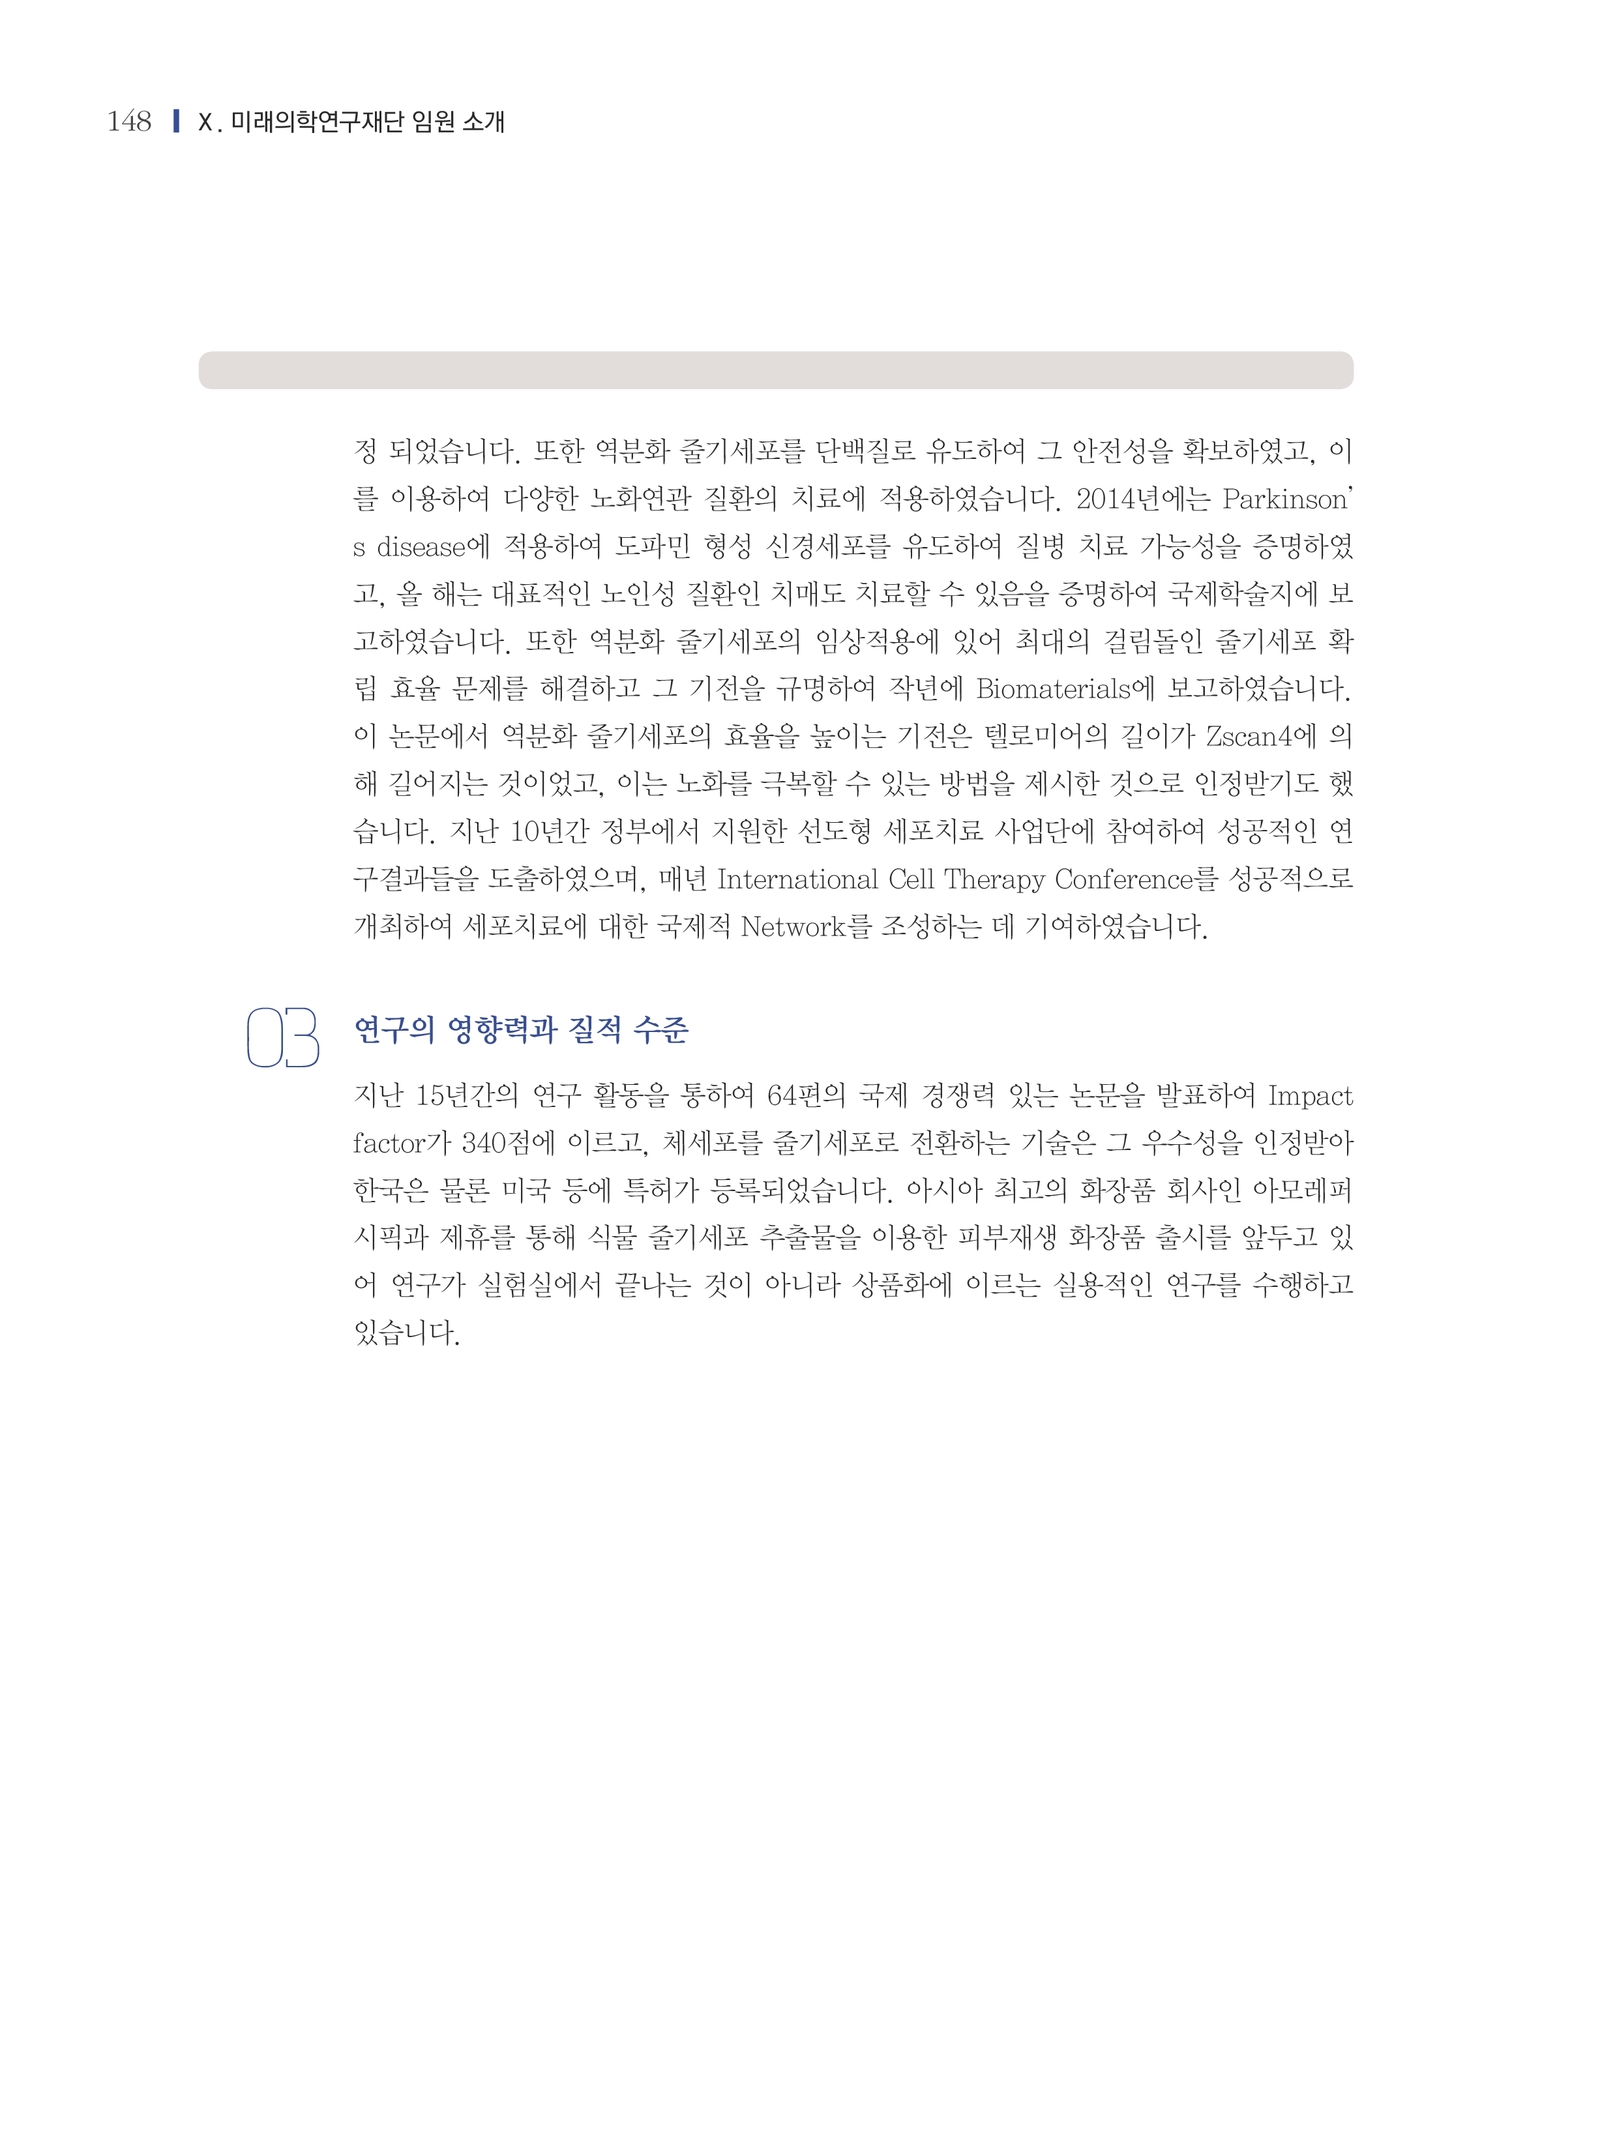 148 X. 미래의학연구재단 임원 소개
정 되었습니다. 또한 역분화 줄기세포를 단백질로 유도하여 그 안전성을 확보하였고, 이
를 이용하여 다양한 노화연관 질환의 치료에 적용하였습니다. 2014년에는 Parkinson’
s disease에 적용하여 도파민 형성 신경세포를 유도하여 질병 치료 가능성을 증명하였
고, 올 해는 대표적인 노인성 질환인 치매도 치료할 수 있음을 증명하여 국제학술지에 보
고하였습니다. 또한 역분화 줄기세포의 임상적용에 있어 최대의 걸림돌인 줄기세포 확
립 효율 문제를 해결하고 그 기전을 규명하여 작년에 Biomaterials에 보고하였습니다.
이 논문에서 역분화 줄기세포의 효율을 높이는 기전은 텔로미어의 길이가 Zscan4에 의
해 길어지는 것이었고, 이는 노화를 극복할 수 있는 방법을 제시한 것으로 인정받기도 했
습니다. 지난 10년간 정부에서 지원한 선도형 세포치료 사업단에 참여하여 성공적인 연
구결과들을 도출하였으며, 매년 International Cell Therapy Conference를 성공적으로
개최하여 세포치료에 대한 국제적 Network를 조성하는 데 기여하였습니다.
03 연구의 영향력과 질적 수준
지난 15년간의 연구 활동을 통하여 64편의 국제 경쟁력 있는 논문을 발표하여 Impact
factor가 340점에 이르고, 체세포를 줄기세포로 전환하는 기술은 그 우수성을 인정받아
한국은 물론 미국 등에 특허가 등록되었습니다. 아시아 최고의 화장품 회사인 아모레퍼
시픽과 제휴를 통해 식물 줄기세포 추출물을 이용한 피부재생 화장품 출시를 앞두고 있
어 연구가 실험실에서 끝나는 것이 아니라 상품화에 이르는 실용적인 연구를 수행하고
있습니다.